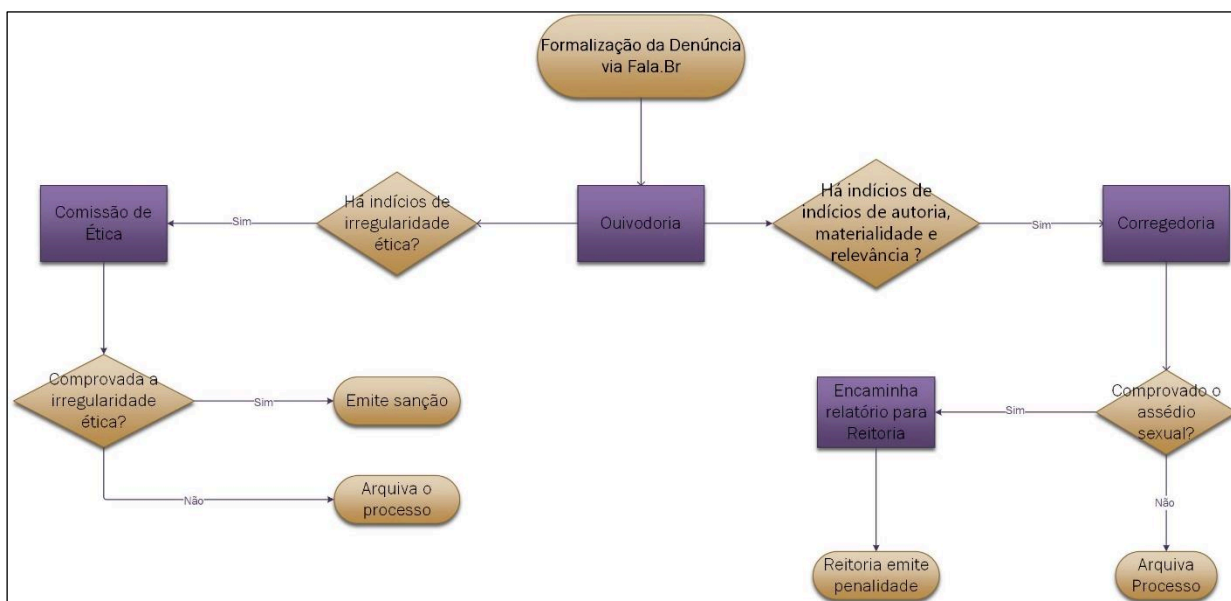 Formalização da Denúncia
via Fala.Br
Comissão de
Ética
Sim
Há indícios de
irregularidade
ética?
Ouivodoria
Há indícios de
indícios de autoria,
materialidade e
relevância ?
Sim
Corregedoria
Comprovada a
irregularidade
ética?
Sim
Emite sanção
Não
Arquiva o
processo
Encaminha
relatório para
Reitoria
Sim
Comprovado o
assédio
sexual?
Não
Reitoria emite
penalidade
Arquiva
Processo